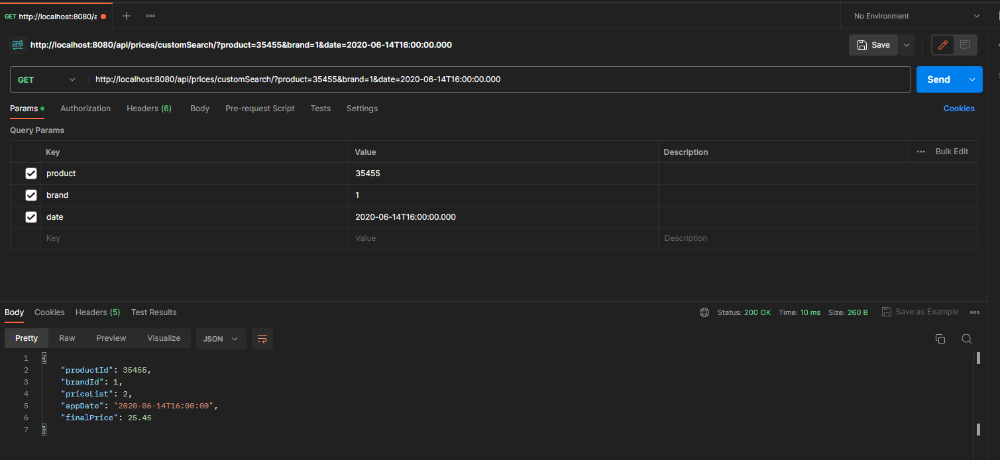 GET http://localhost:8080/a
No Environment
HTTP http://localhost:8080/api/prices/customSearch/?product=35455&brand=1&date=2020-06-14T16:00:00.000
Save
GET http://localhost:8080/api/prices/customSearch/?product=35455&brand=1&date=2020-06-14T16:00:00.000
Send
Params Authorization Headers (6) Body Pre-request Script Tests Settings Cookies
Query Params
Key Value Description Bulk Edit
product 35455
brand 1
date 2020-06-14T16:00:00.000
Key Value Description
Body Cookies Headers (5) Test Results Status: 200 OK Time: 10 ms Size: 260 B Save as Example
Pretty Raw Preview Visualize JSON
1 {
2 "productId": 35455,
3 "brandId": 1,
4 "priceList": 2,
5 "appDate": "2020-06-14T16:00:00",
6 "finalPrice": 25.45
7 }